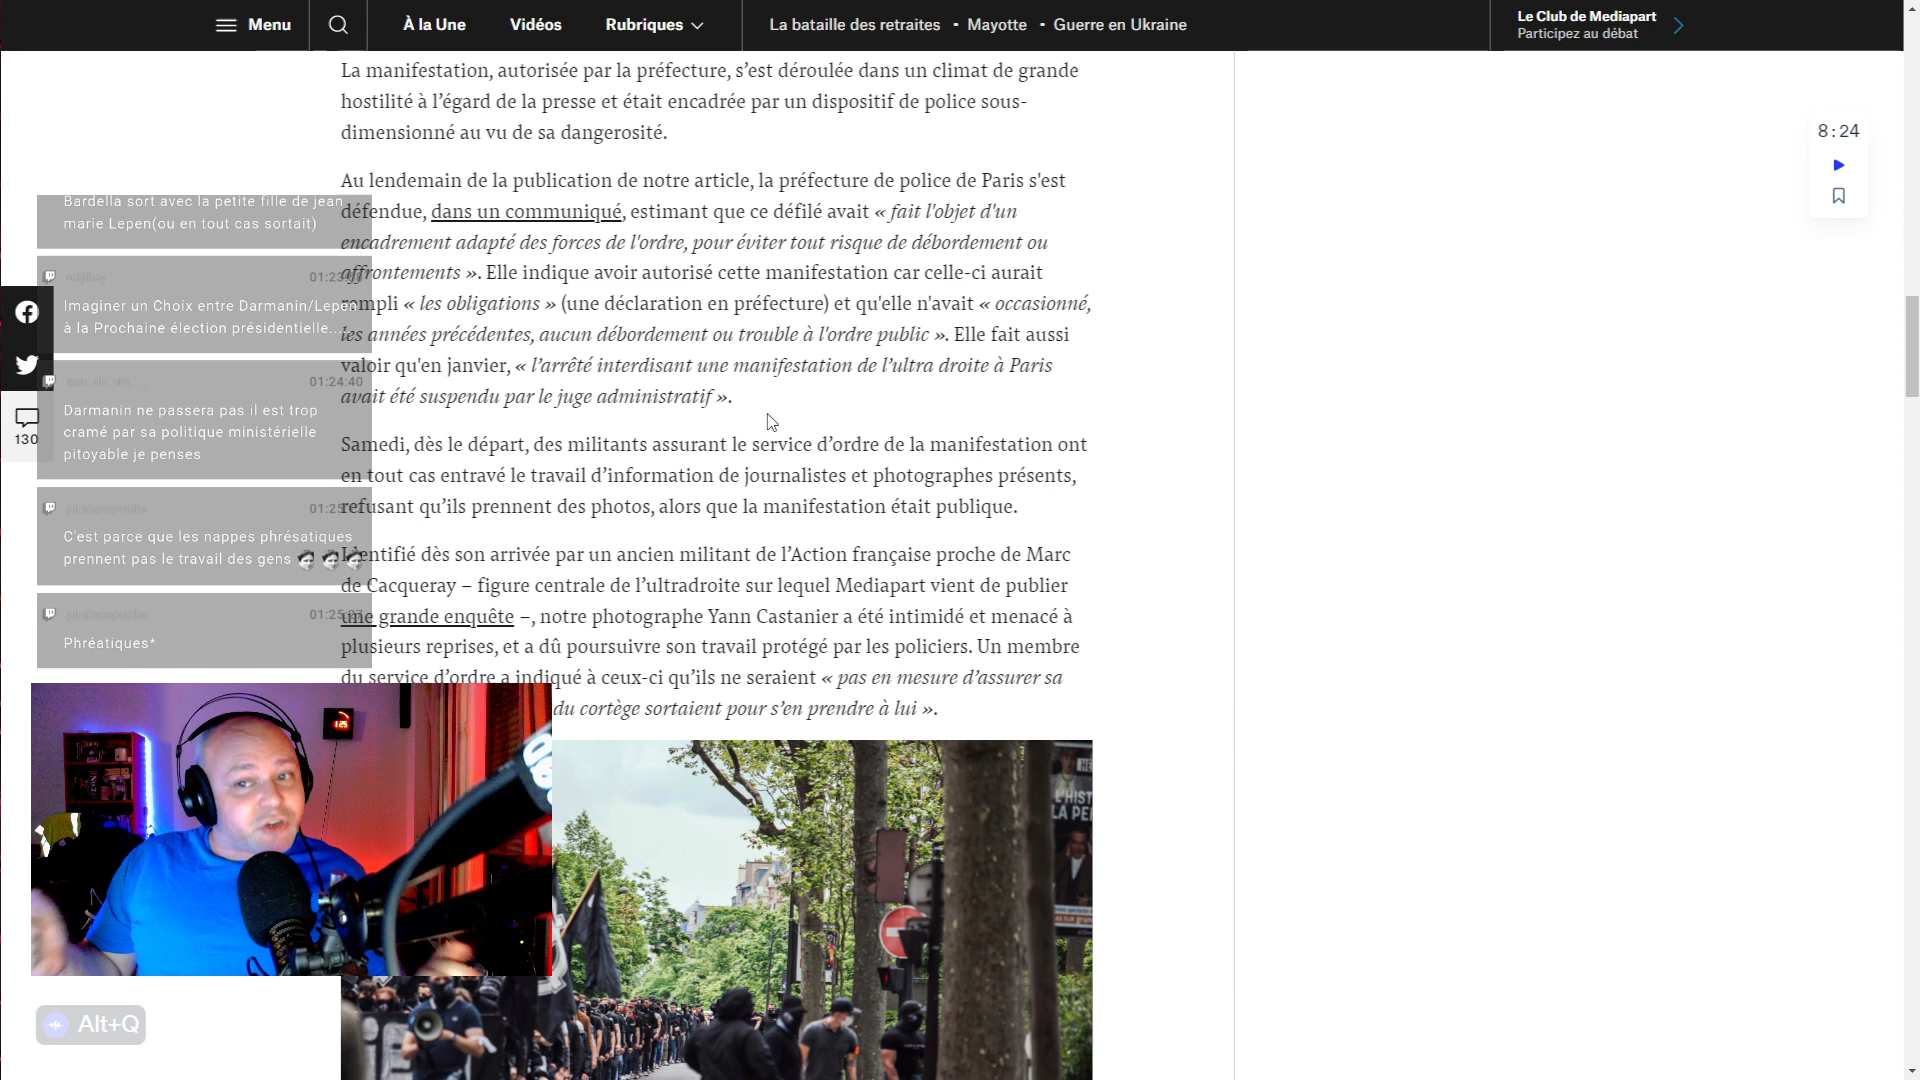 Menu
À la Une
Vidéos
Rubriques
La bataille des retraites • Mayotte • Guerre en Ukraine
Le Club de Mediapart
Participez au débat
8:24
La manifestation, autorisée par la préfecture, s’est déroulée dans un climat de grande
hostilité à l’égard de la presse et était encadrée par un dispositif de police sous-
dimensionné au vu de sa dangerosité.
Au lendemain de la publication de notre article, la préfecture de police de Paris s'est
défendue, dans un communiqué, estimant que ce défilé avait « fait l'objet d'un
encadrement adapté des forces de l'ordre, pour éviter tout risque de débordement ou
affrontements ». Elle indique avoir autorisé cette manifestation car celle-ci aurait
rempli « les obligations » (une déclaration en préfecture) et qu'elle n'avait « occasionné,
les années précédentes, aucun débordement ou trouble à l'ordre public ». Elle fait aussi
valoir qu'en janvier, « l’arrêté interdisant une manifestation de l’ultra droite à Paris
avait été suspendu par le juge administratif ».
Samedi, dès le départ, des militants assurant le service d’ordre de la manifestation ont
en tout cas entravé le travail d’information de journalistes et photographes présents,
refusant qu’ils prennent des photos, alors que la manifestation était publique.
Identifié dès son arrivée par un ancien militant de l’Action française proche de Marc
de Cacqueray – figure centrale de l’ultradroite sur lequel Mediapart vient de publier
une grande enquête –, notre photographe Yann Castanier a été intimidé et menacé à
plusieurs reprises, et a dû poursuivre son travail protégé par les policiers. Un membre
du service d’ordre a indiqué à ceux-ci qu’ils ne seraient « pas en mesure d’assurer sa
du cortège sortaient pour s’en prendre à lui ».
Bardella sort avec la petite fille de jean
marie Lepen(ou en tout cas sortait)
Imaginer un Choix entre Darmanin/Lepen
à la Prochaine élection présidentielle.....
01:24:40
Darmanin ne passera pas il est trop
cramé par sa politique ministérielle
pitoyable je penses
C'est parce que les nappes phrésatiques
prennent pas le travail des gens
Phréatiques*
130
Alt+Q
L'HIST
LA PE